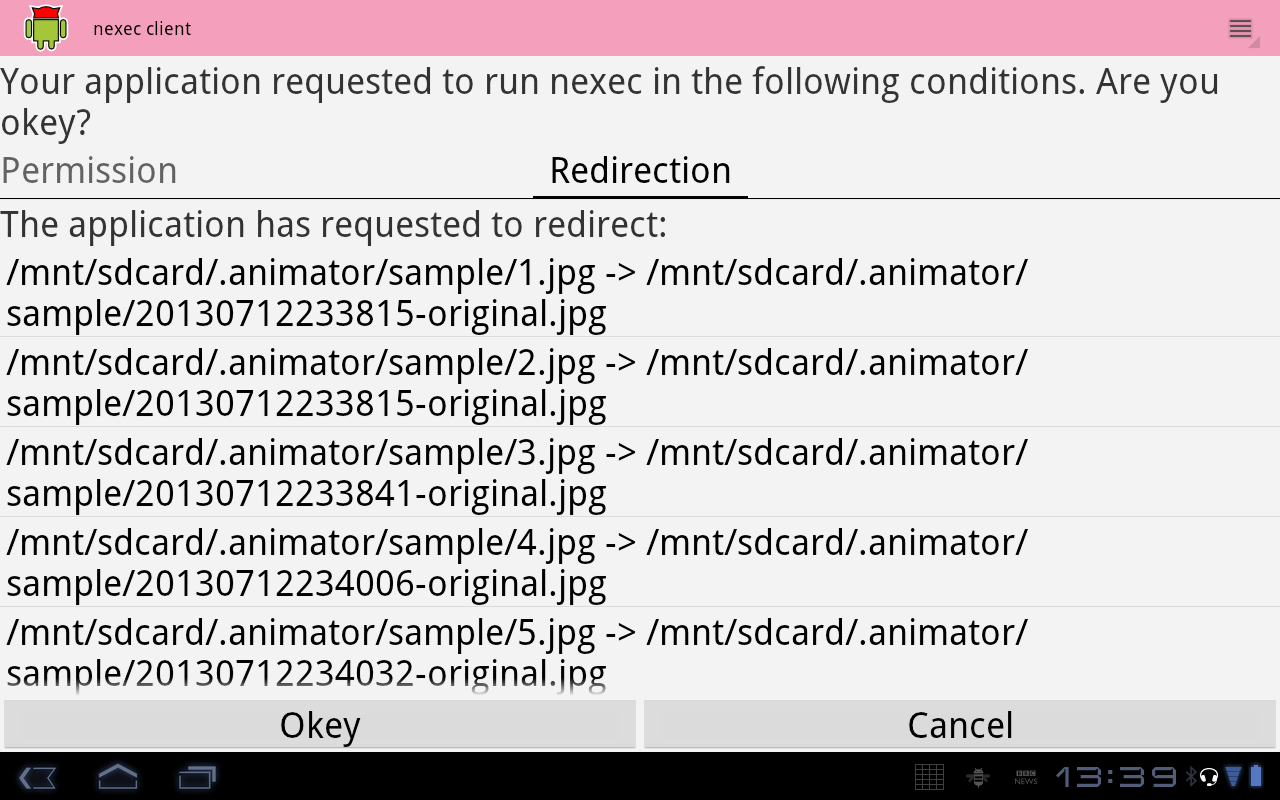 nexec client
Your application requested to run nexec in the following conditions. Are you
okey?
Permission
Redirection
The application has requested to redirect:
/mnt/sdcard/.animator/sample/1.jpg -> /mnt/sdcard/.animator/
sample/20130712233815-original.jpg
/mnt/sdcard/.animator/sample/2.jpg -> /mnt/sdcard/.animator/
sample/20130712233815-original.jpg
/mnt/sdcard/.animator/sample/3.jpg -> /mnt/sdcard/.animator/
sample/20130712233841-original.jpg
/mnt/sdcard/.animator/sample/4.jpg -> /mnt/sdcard/.animator/
sample/20130712234006-original.jpg
/mnt/sdcard/.animator/sample/5.jpg -> /mnt/sdcard/.animator/
sample/20130712234032-original.jpg
Okey
Cancel
BBC
NEWS
13:39